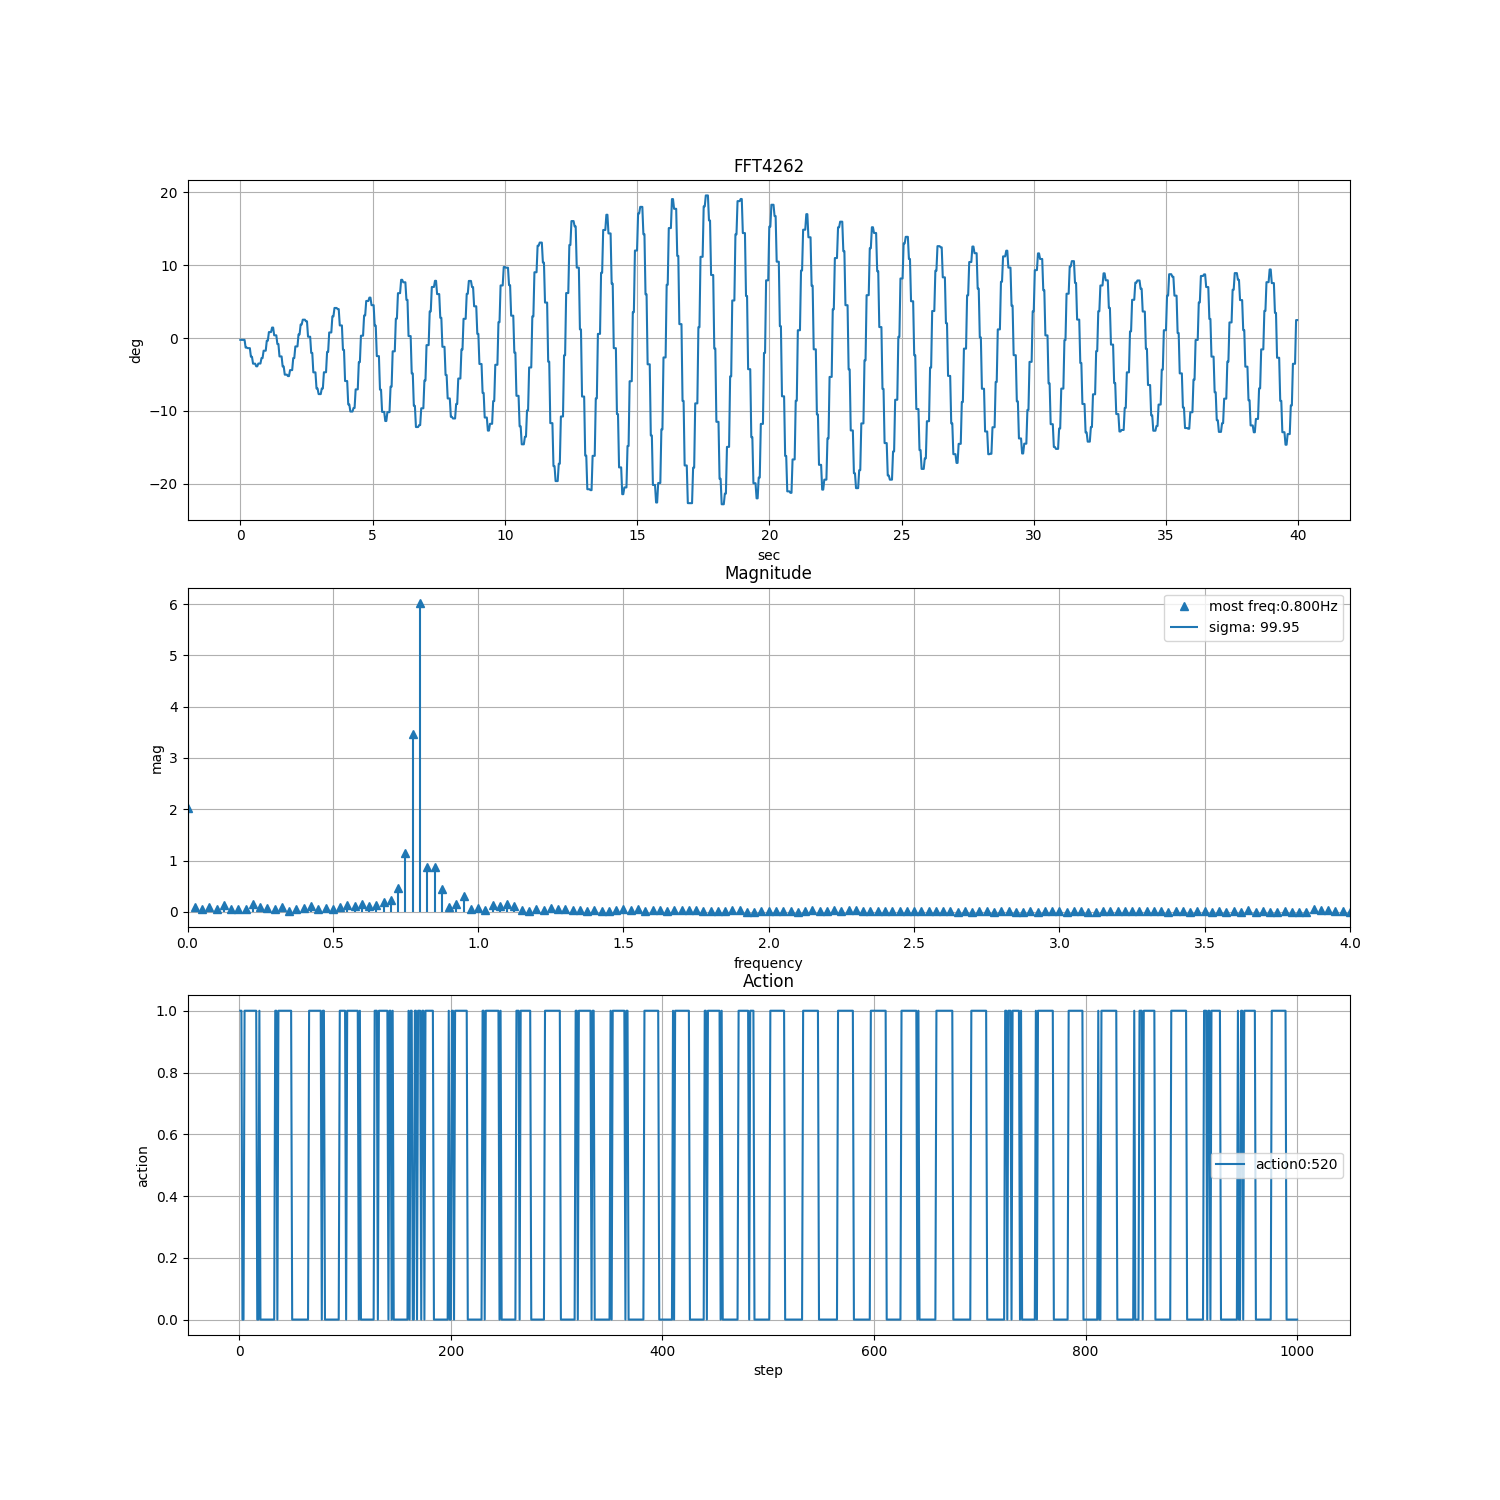 FFT4262
20
10
0
−10
−20
deg
0 5 10 15 20 25 30 35 40
sec
Magnitude
6
5
4
3
2
1
0
mag
most freq:0.800Hz
sigma: 99.95
0.0 0.5 1.0 1.5 2.0 2.5 3.0 3.5 4.0
frequency
Action
1.0
0.8
0.6
0.4
0.2
0.0
action
action0:520
0 200 400 600 800 1000
step